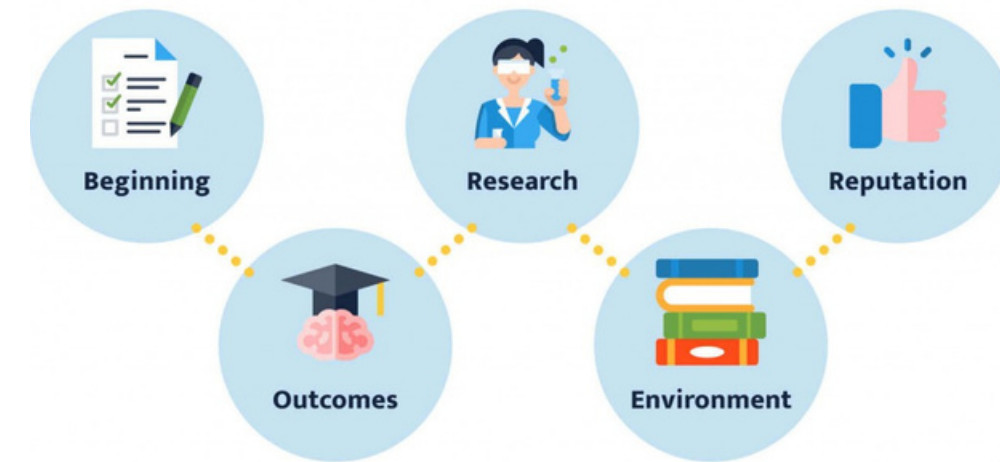 Beginning
Outcomes
Research
Environment
Reputation